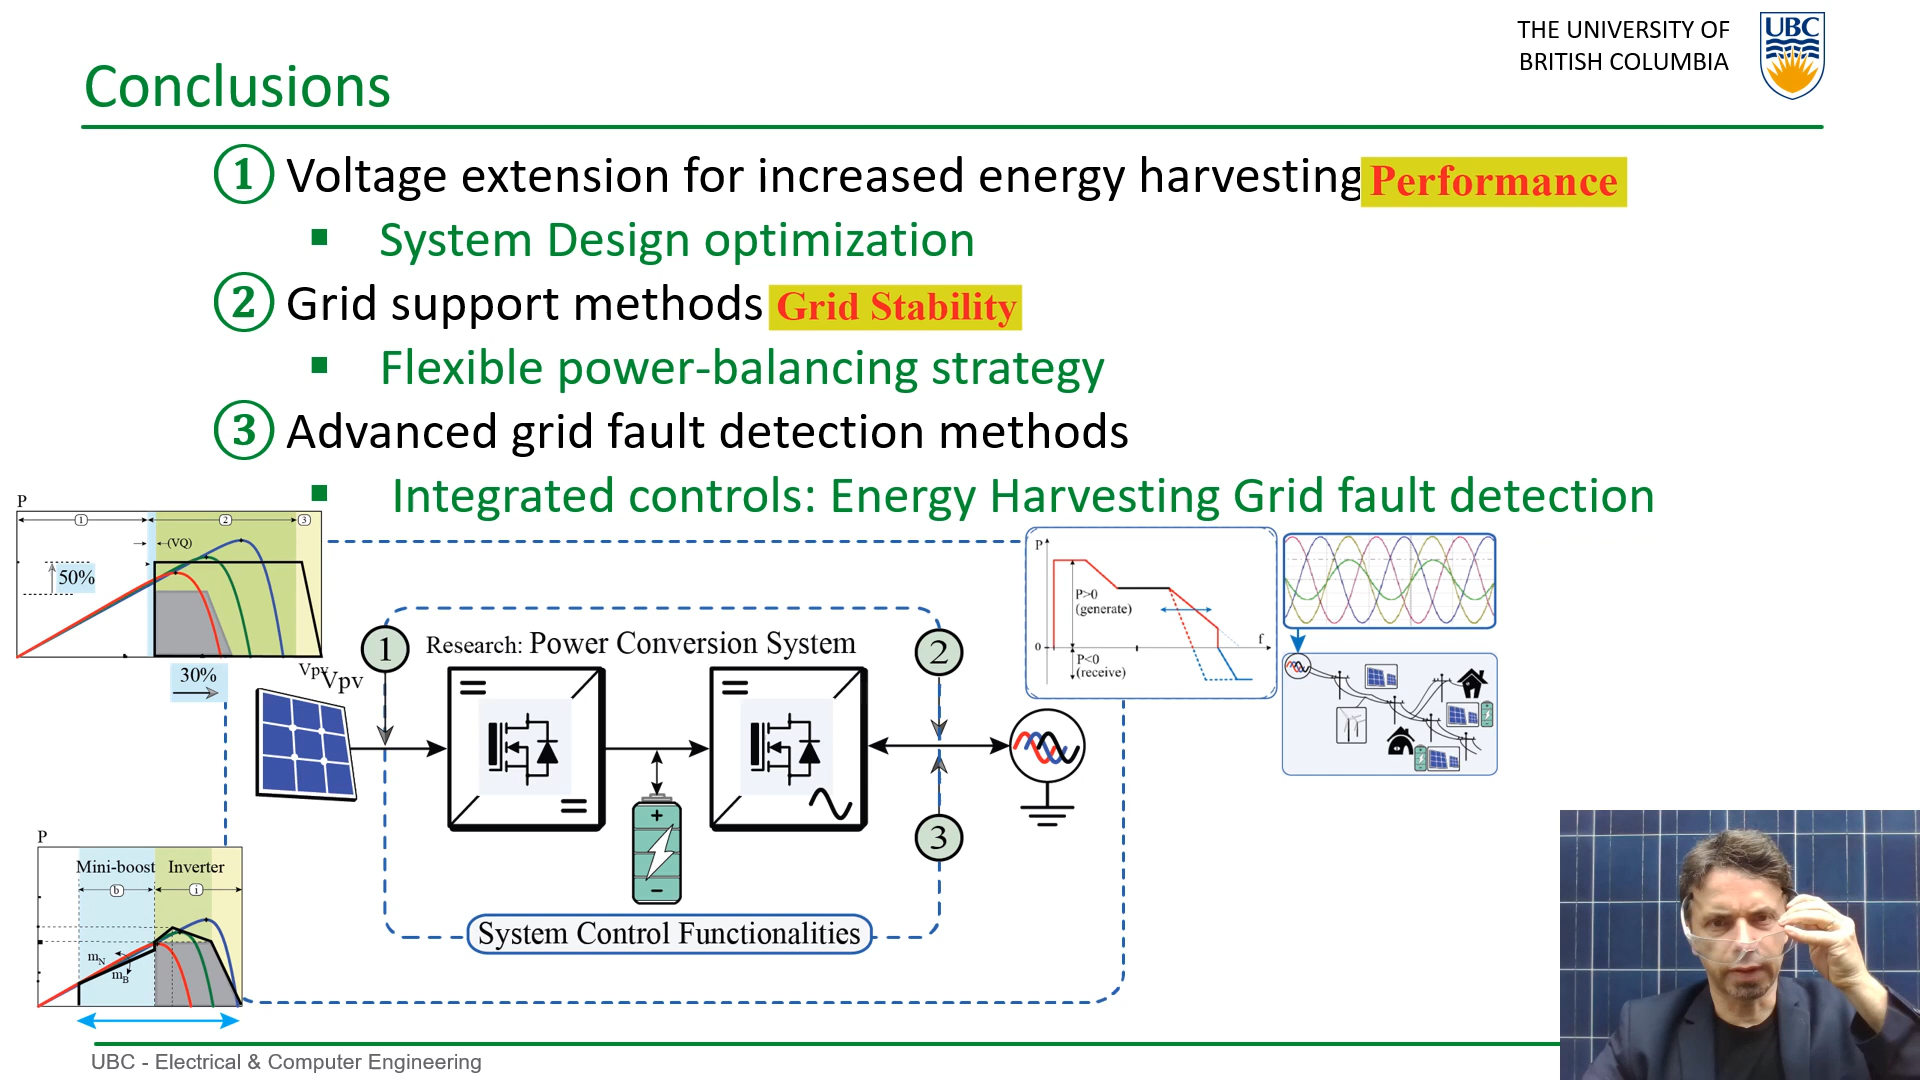 THE UNIVERSITY OF
BRITISH COLUMBIA
UBC
Conclusions
1 Voltage extension for increased energy harvesting Performance
▪ System Design optimization
2 Grid support methods Grid Stability
▪ Flexible power-balancing strategy
3 Advanced grid fault detection methods
▪ Integrated controls: Energy Harvesting Grid fault detection
P
1 2 3
(VQ)
50%
30%
Vpv
Vpv
P
P>0
(generate)
0
f
P<0
(receive)
1
Research: Power Conversion System
2
3
System Control Functionalities
P
Mini-boost Inverter
b i
mN
mB
UBC - Electrical & Computer Engineering